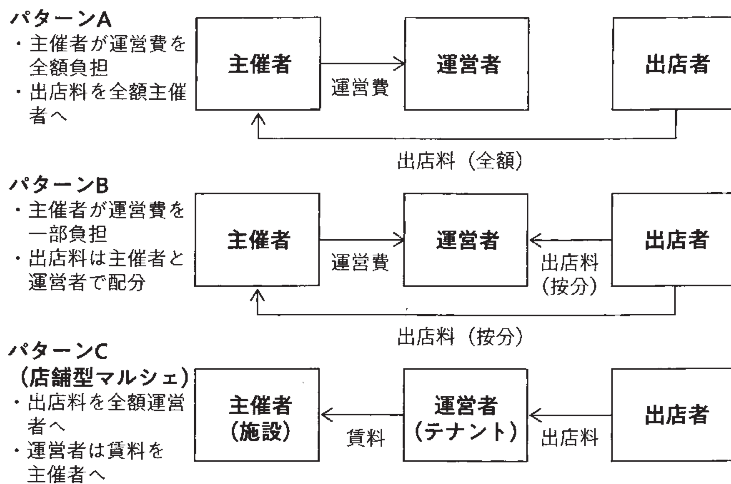 パターンA
・主催者が運営費を
全額負担
・出店料を全額主催
者へ
主催者
運営費
運営者
出店者
出店料（全額）
パターンB
・主催者が運営費を
一部負担
・出店料は主催者と
運営者で配分
主催者
運営費
運営者
出店料
（按分）
出店者
出店料（按分）
パターンC
（店舗型マルシェ）
・出店料を全額運営
者へ
・運営者は賃料を
主催者へ
主催者
（施設）
賃料
運営者
（テナント）
出店料
出店者